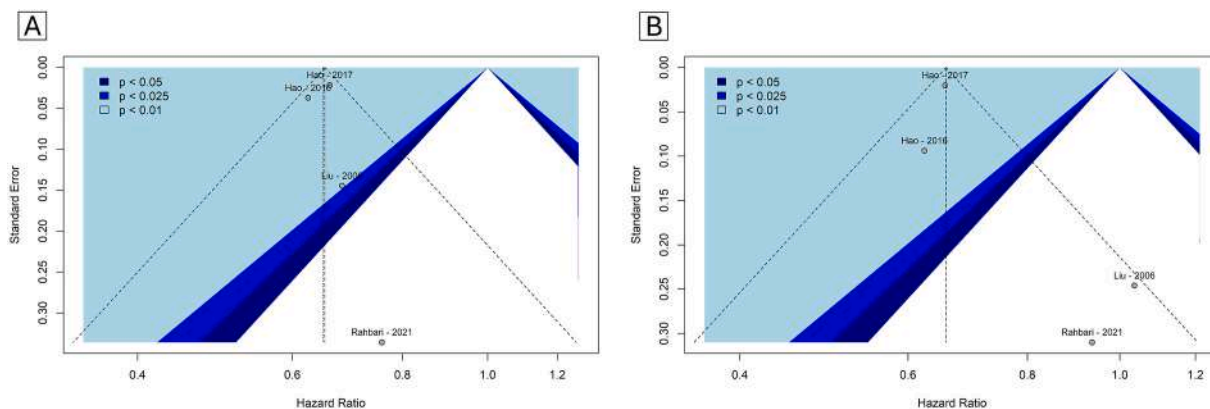 A
Standard Error
0.00
0.05
0.10
0.15
0.20
0.25
0.30
p < 0.05
p < 0.025
p < 0.01
Hao - 2017
Hao - 2016
Liu - 2006
Rahbari - 2021
0.4 0.6 0.8 1.0 1.2
Hazard Ratio
B
Standard Error
0.00
0.05
0.10
0.15
0.20
0.25
0.30
p < 0.05
p < 0.025
p < 0.01
Hao - 2017
Hao - 2016
Liu - 2006
Rahbari - 2021
0.4 0.6 0.8 1.0 1.2
Hazard Ratio